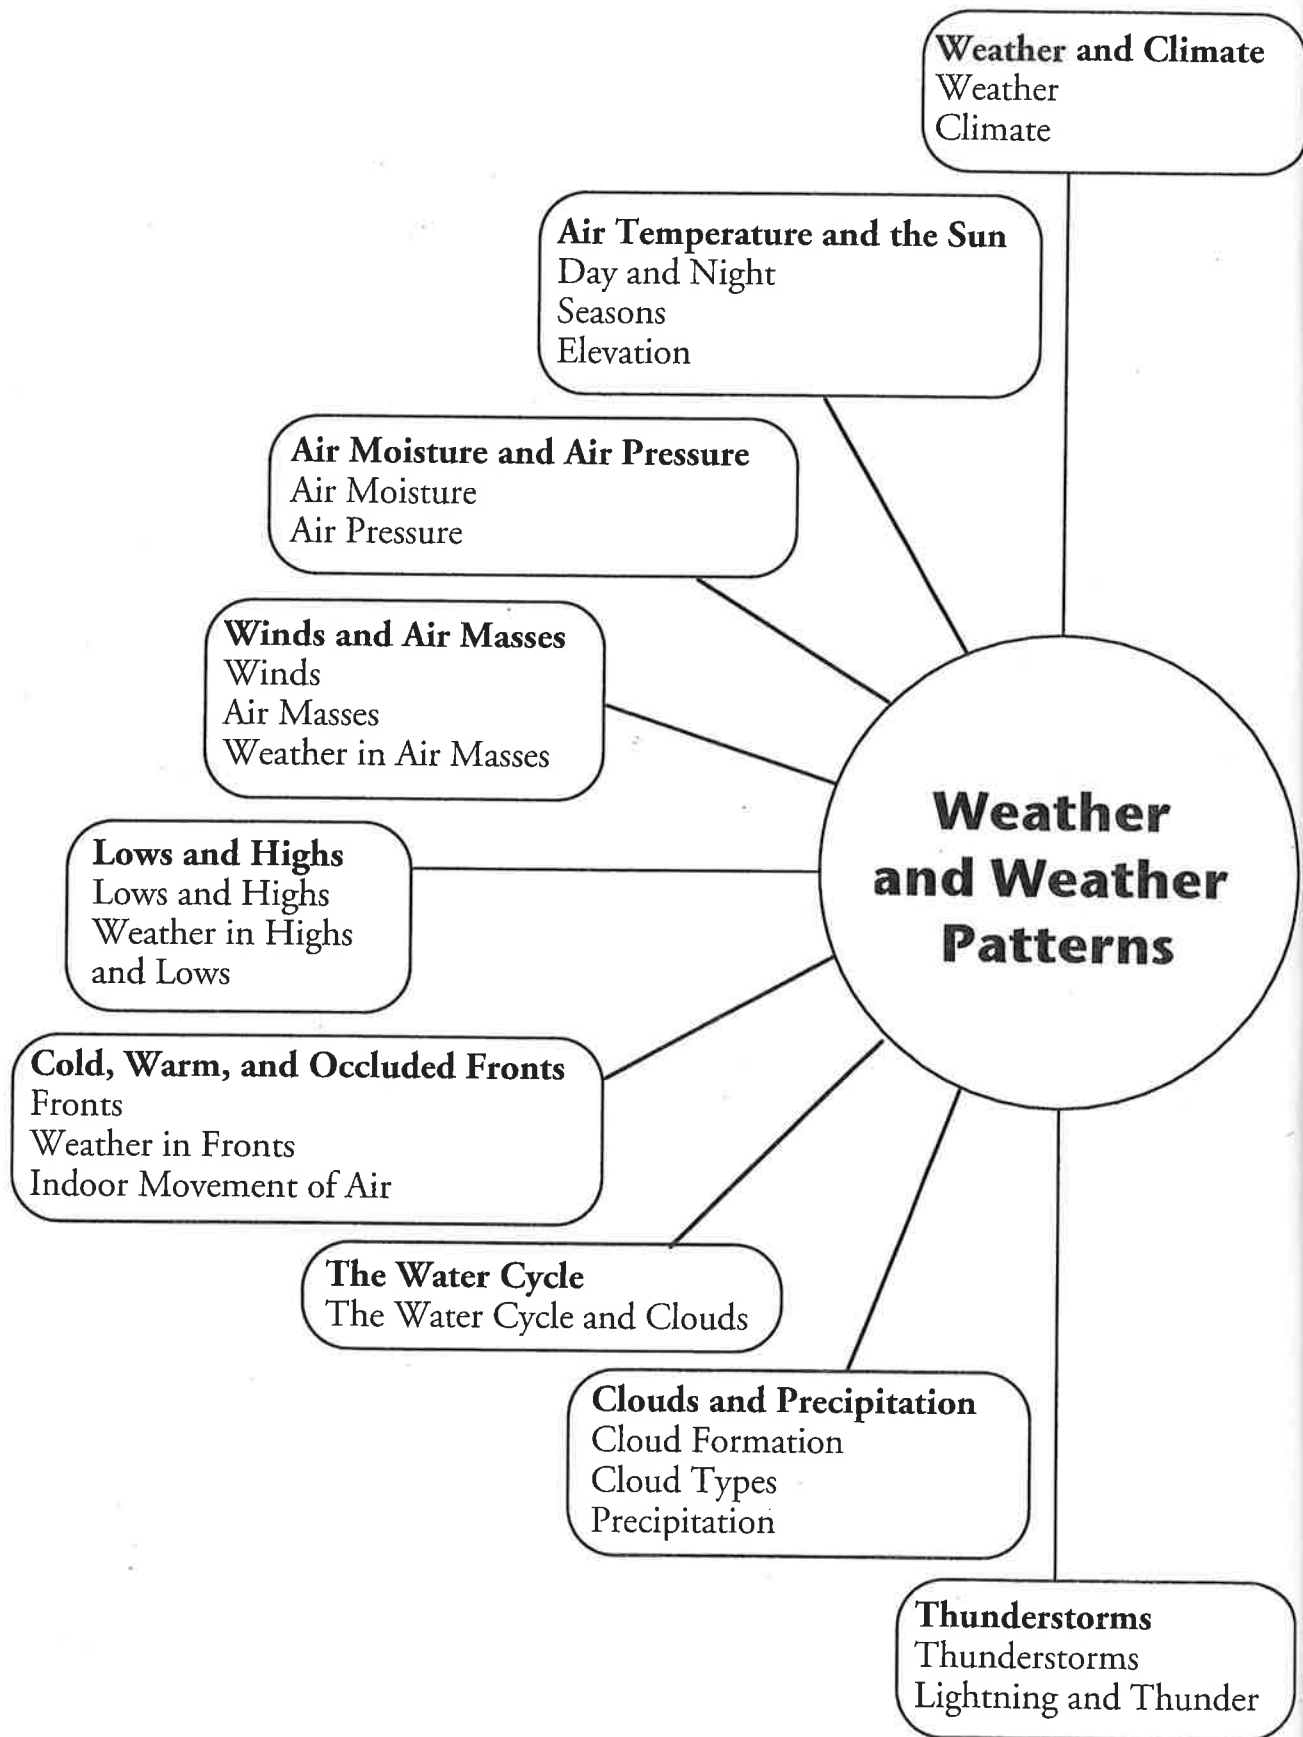 Weather and Climate
Weather
Climate
Air Temperature and the Sun
Day and Night
Seasons
Elevation
Air Moisture and Air Pressure
Air Moisture
Air Pressure
Winds and Air Masses
Winds
Air Masses
Weather in Air Masses
Weather
and Weather
Patterns
Lows and Highs
Lows and Highs
Weather in Highs
and Lows
Cold, Warm, and Occluded Fronts
Fronts
Weather in Fronts
Indoor Movement of Air
The Water Cycle
The Water Cycle and Clouds
Clouds and Precipitation
Cloud Formation
Cloud Types
Precipitation
Thunderstorms
Thunderstorms
Lightning and Thunder